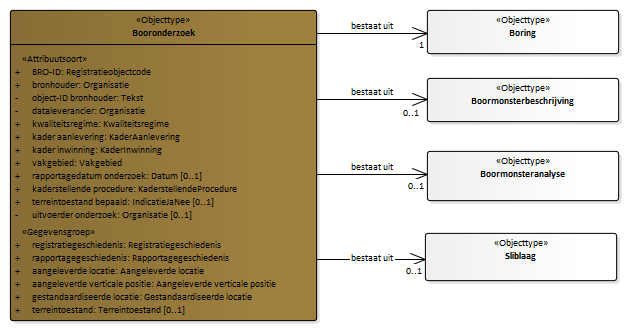 «Objecttype»
Booronderzoek
«Attribuutsoort»
+ BRO-ID: Registratieobjectcode
+ bronhouder: Organisatie
- object-ID bronhouder: Tekst
- dataleverancier: Organisatie
+ kwaliteitsregime: Kwaliteitsregime
+ kader aanlevering: KaderAanlevering
+ kader inwinning: KaderInwinning
+ vakgebied: Vakgebied
+ rapportagedatum onderzoek: Datum [0..1]
+ kaderstellende procedure: KaderstellendeProcedure
+ terreintoestand bepaald: IndicatieJaNee [0..1]
- uitvoerder onderzoek: Organisatie [0..1]
«Gegevensgroep»
+ registratiegeschiedenis: Registratiegeschiedenis
+ rapportagegeschiedenis: Rapportagegeschiedenis
+ aangeleverde locatie: Aangeleverde locatie
+ aangeleverde verticale positie: Aangeleverde verticale positie
+ gestandaardiseerde locatie: Gestandaardiseerde locatie
+ terreintoestand: Terreintoestand [0..1]
bestaat uit
1
«Objecttype»
Boring
bestaat uit
0..1
«Objecttype»
Boormonsterbeschrijving
bestaat uit
0..1
«Objecttype»
Boormonsteranalyse
bestaat uit
0..1
«Objecttype»
Sliblaag